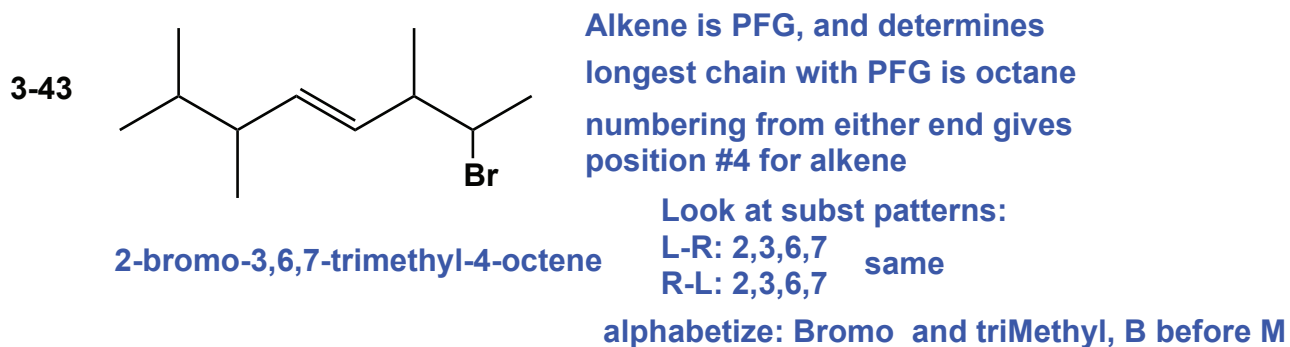 Alkene is PFG, and determines
3-43
longest chain with PFG is octane
numbering from either end gives
position #4 for alkene
Br
Look at subst patterns:
2-bromo-3,6,7-trimethyl-4-octene
L-R: 2,3,6,7
same
R-L: 2,3,6,7
alphabetize: Bromo and triMethyl, B before M